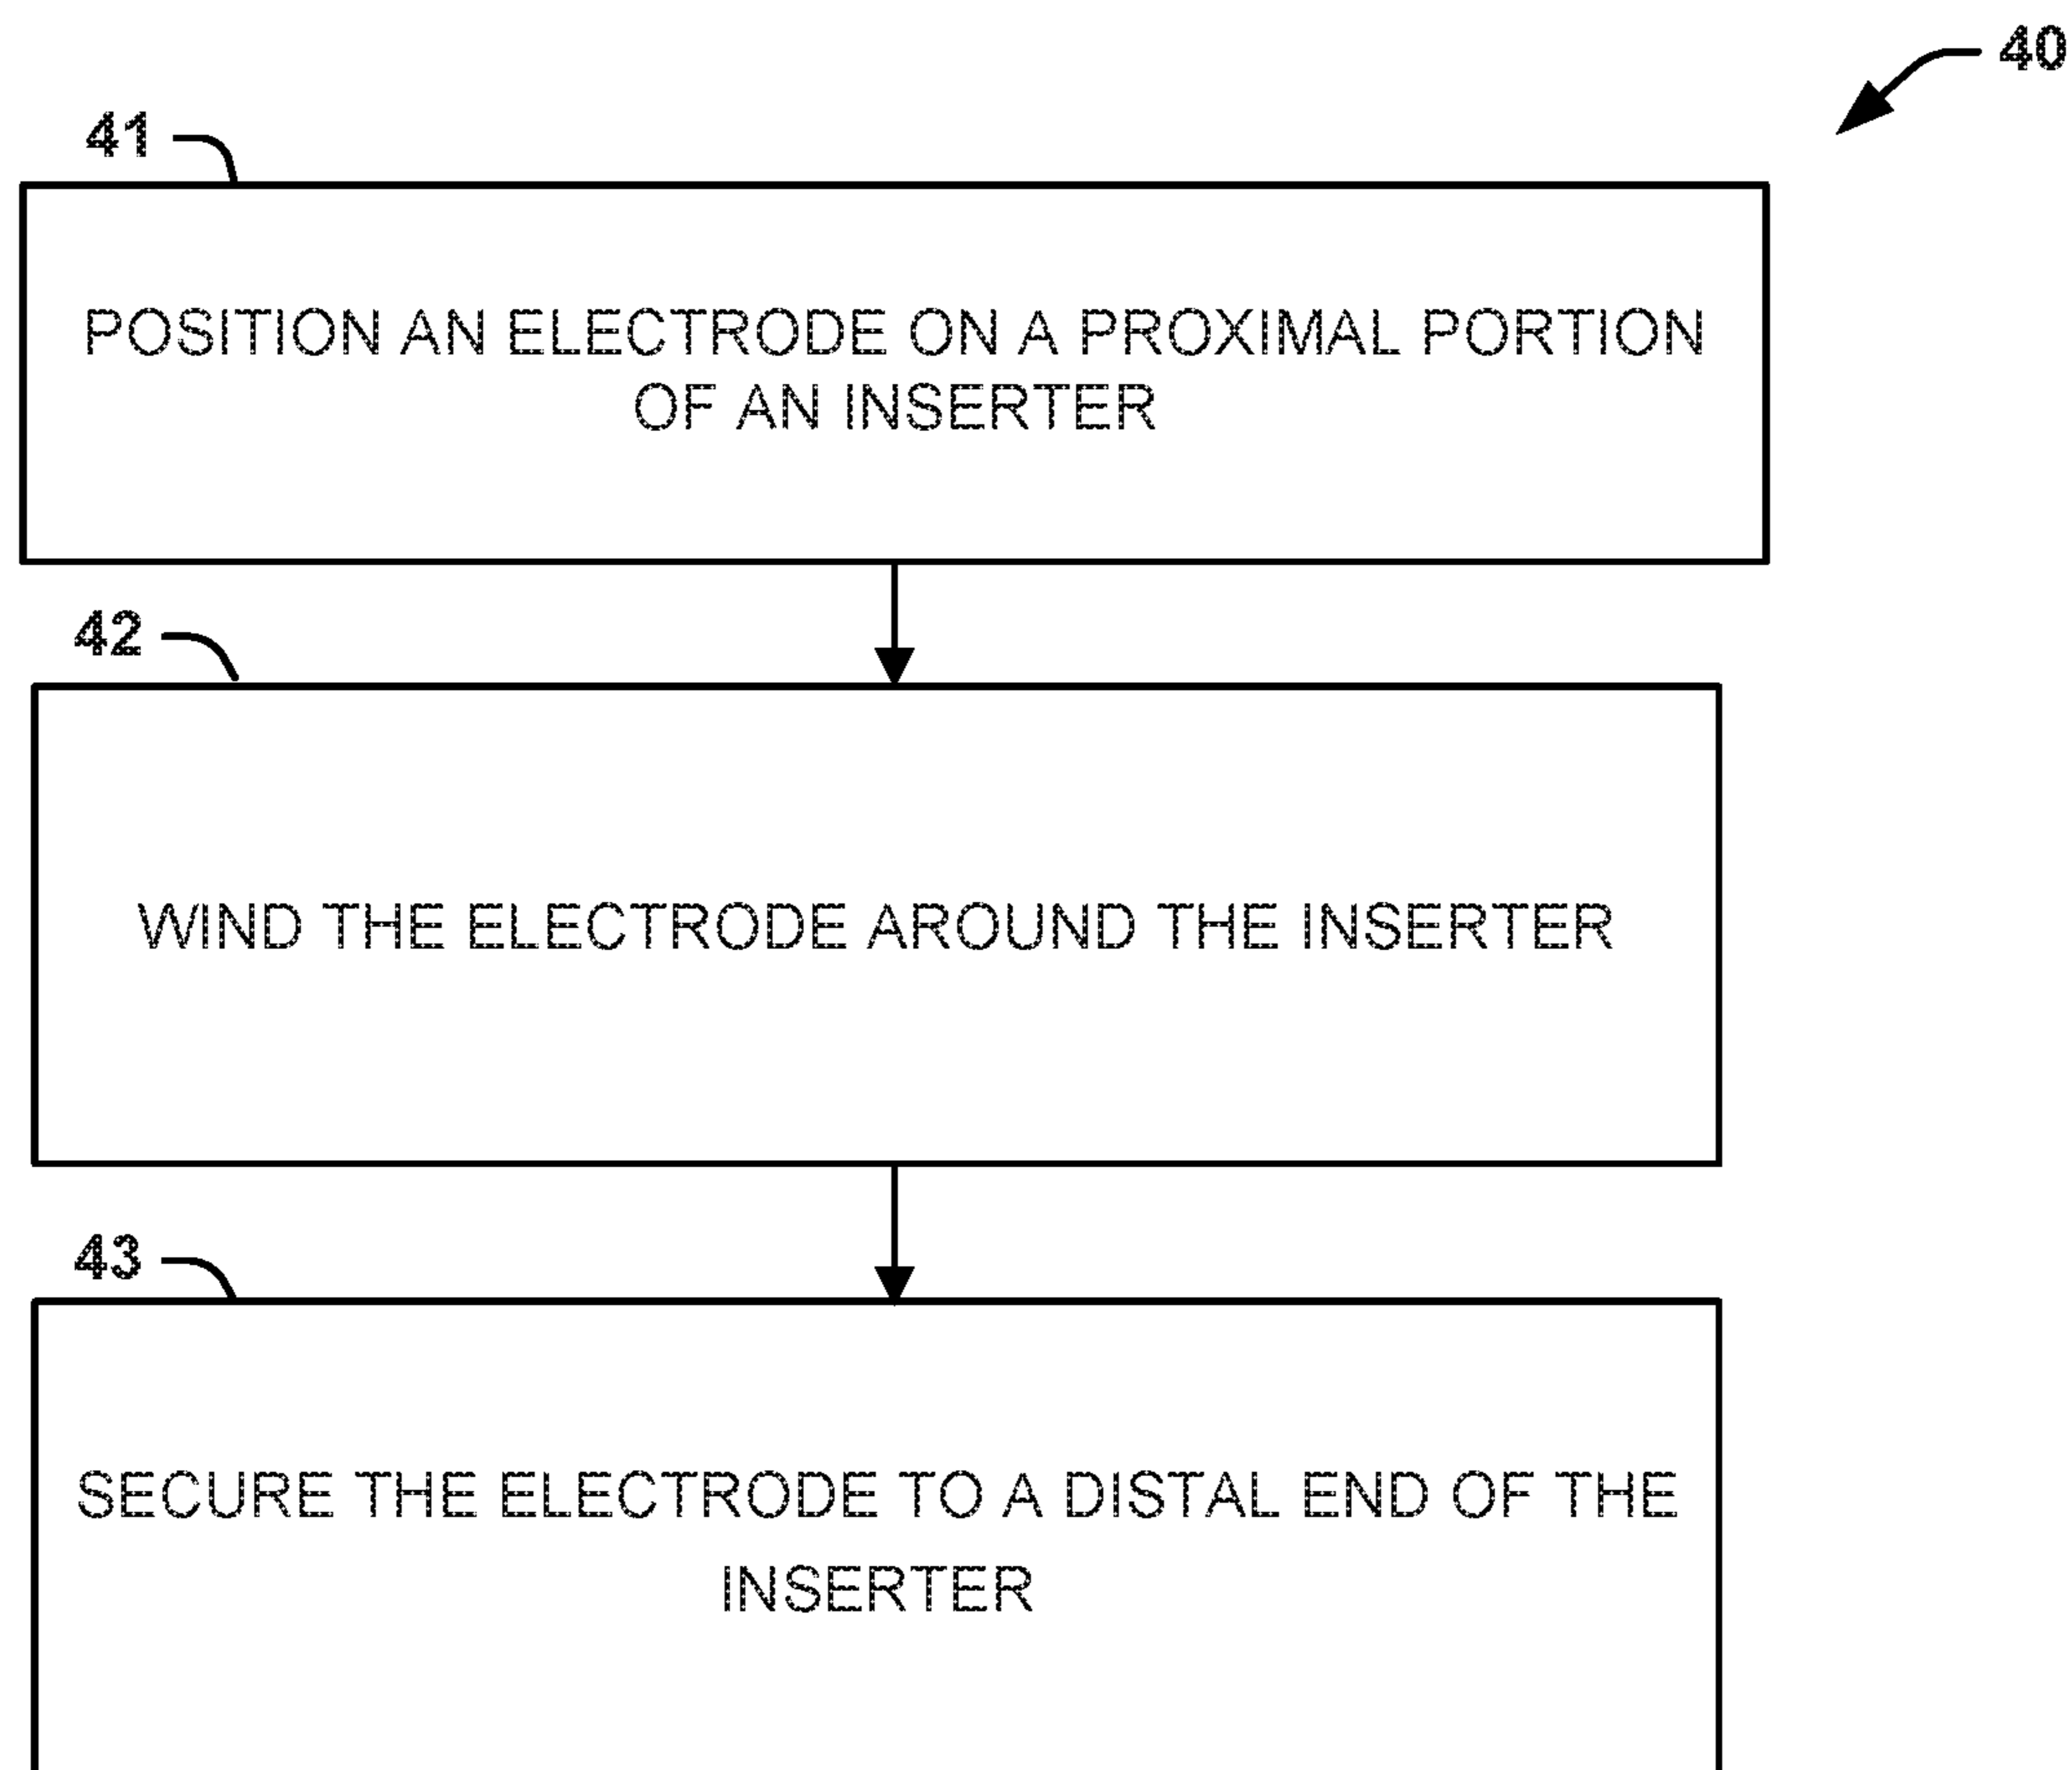 40
41
POSITION AN ELECTRODE ON A PROXIMAL PORTION
OF AN INSERTER
42
WIND THE ELECTRODE AROUND THE INSERTER
43
SECURE THE ELECTRODE TO A DISTAL END OF THE
INSERTER